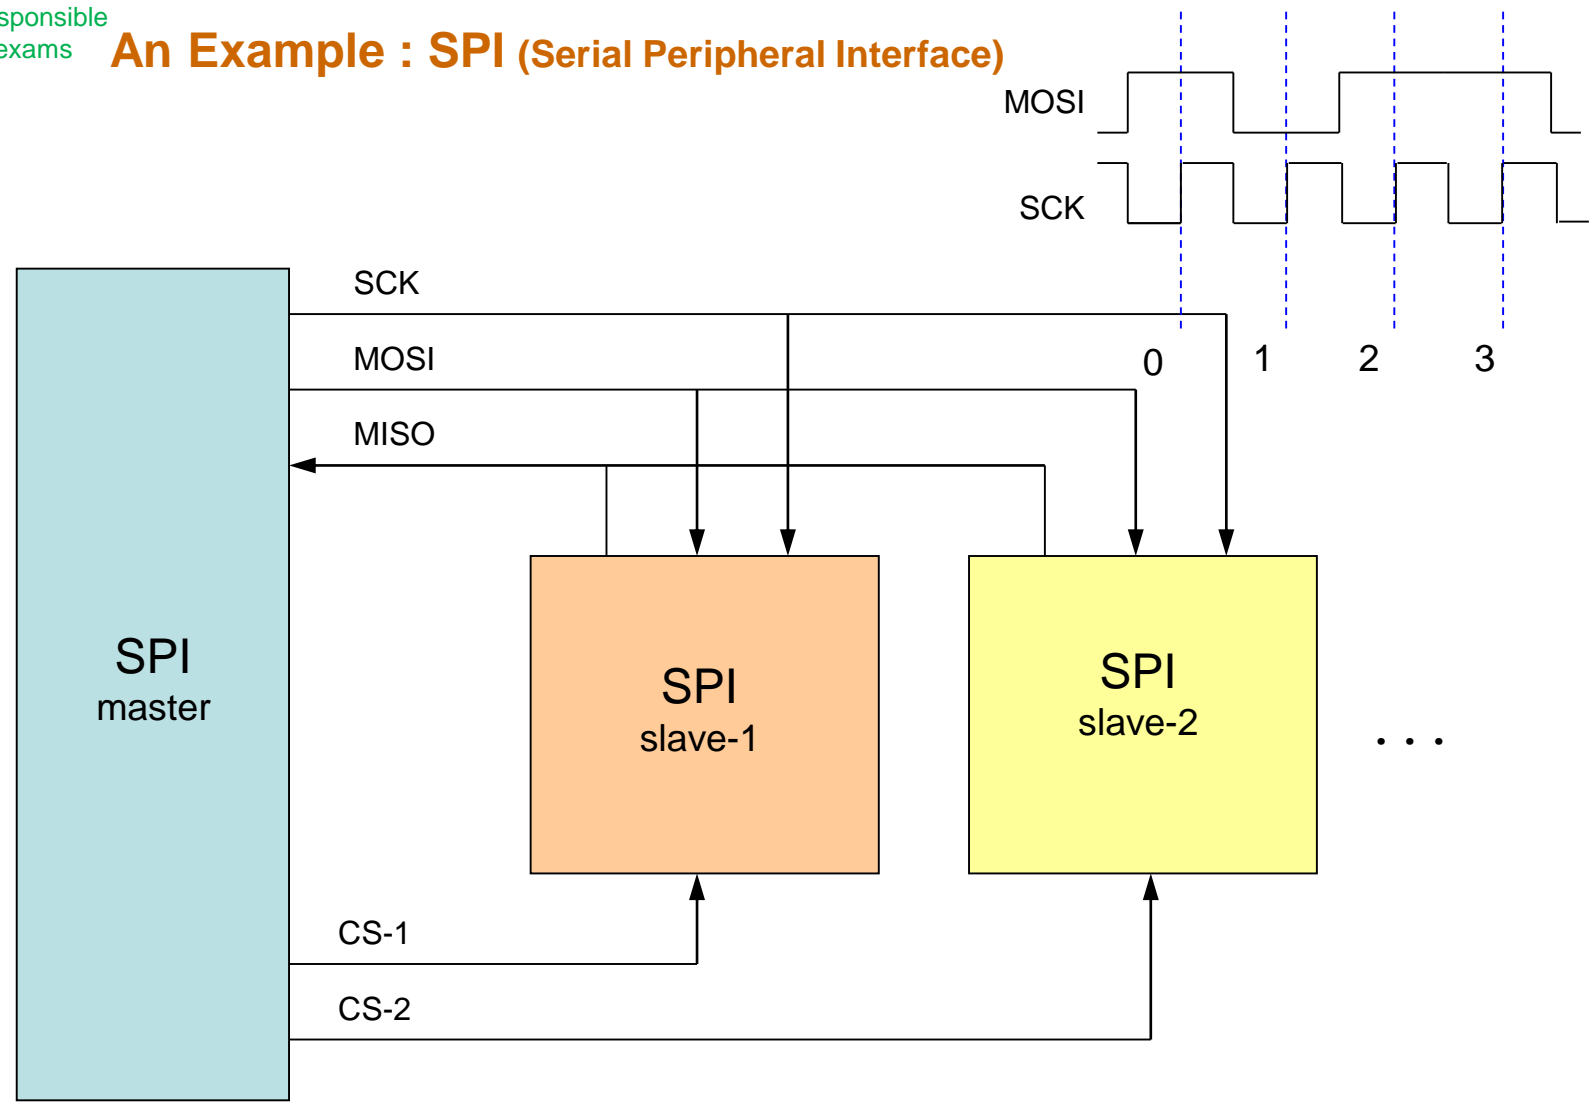 exams
An Example : SPI (Serial Peripheral Interface)
MOSI
SCK
0 1 2 3
SCK
MOSI
MISO
SPI
master
SPI
slave-1
SPI
slave-2
. . .
CS-1
CS-2